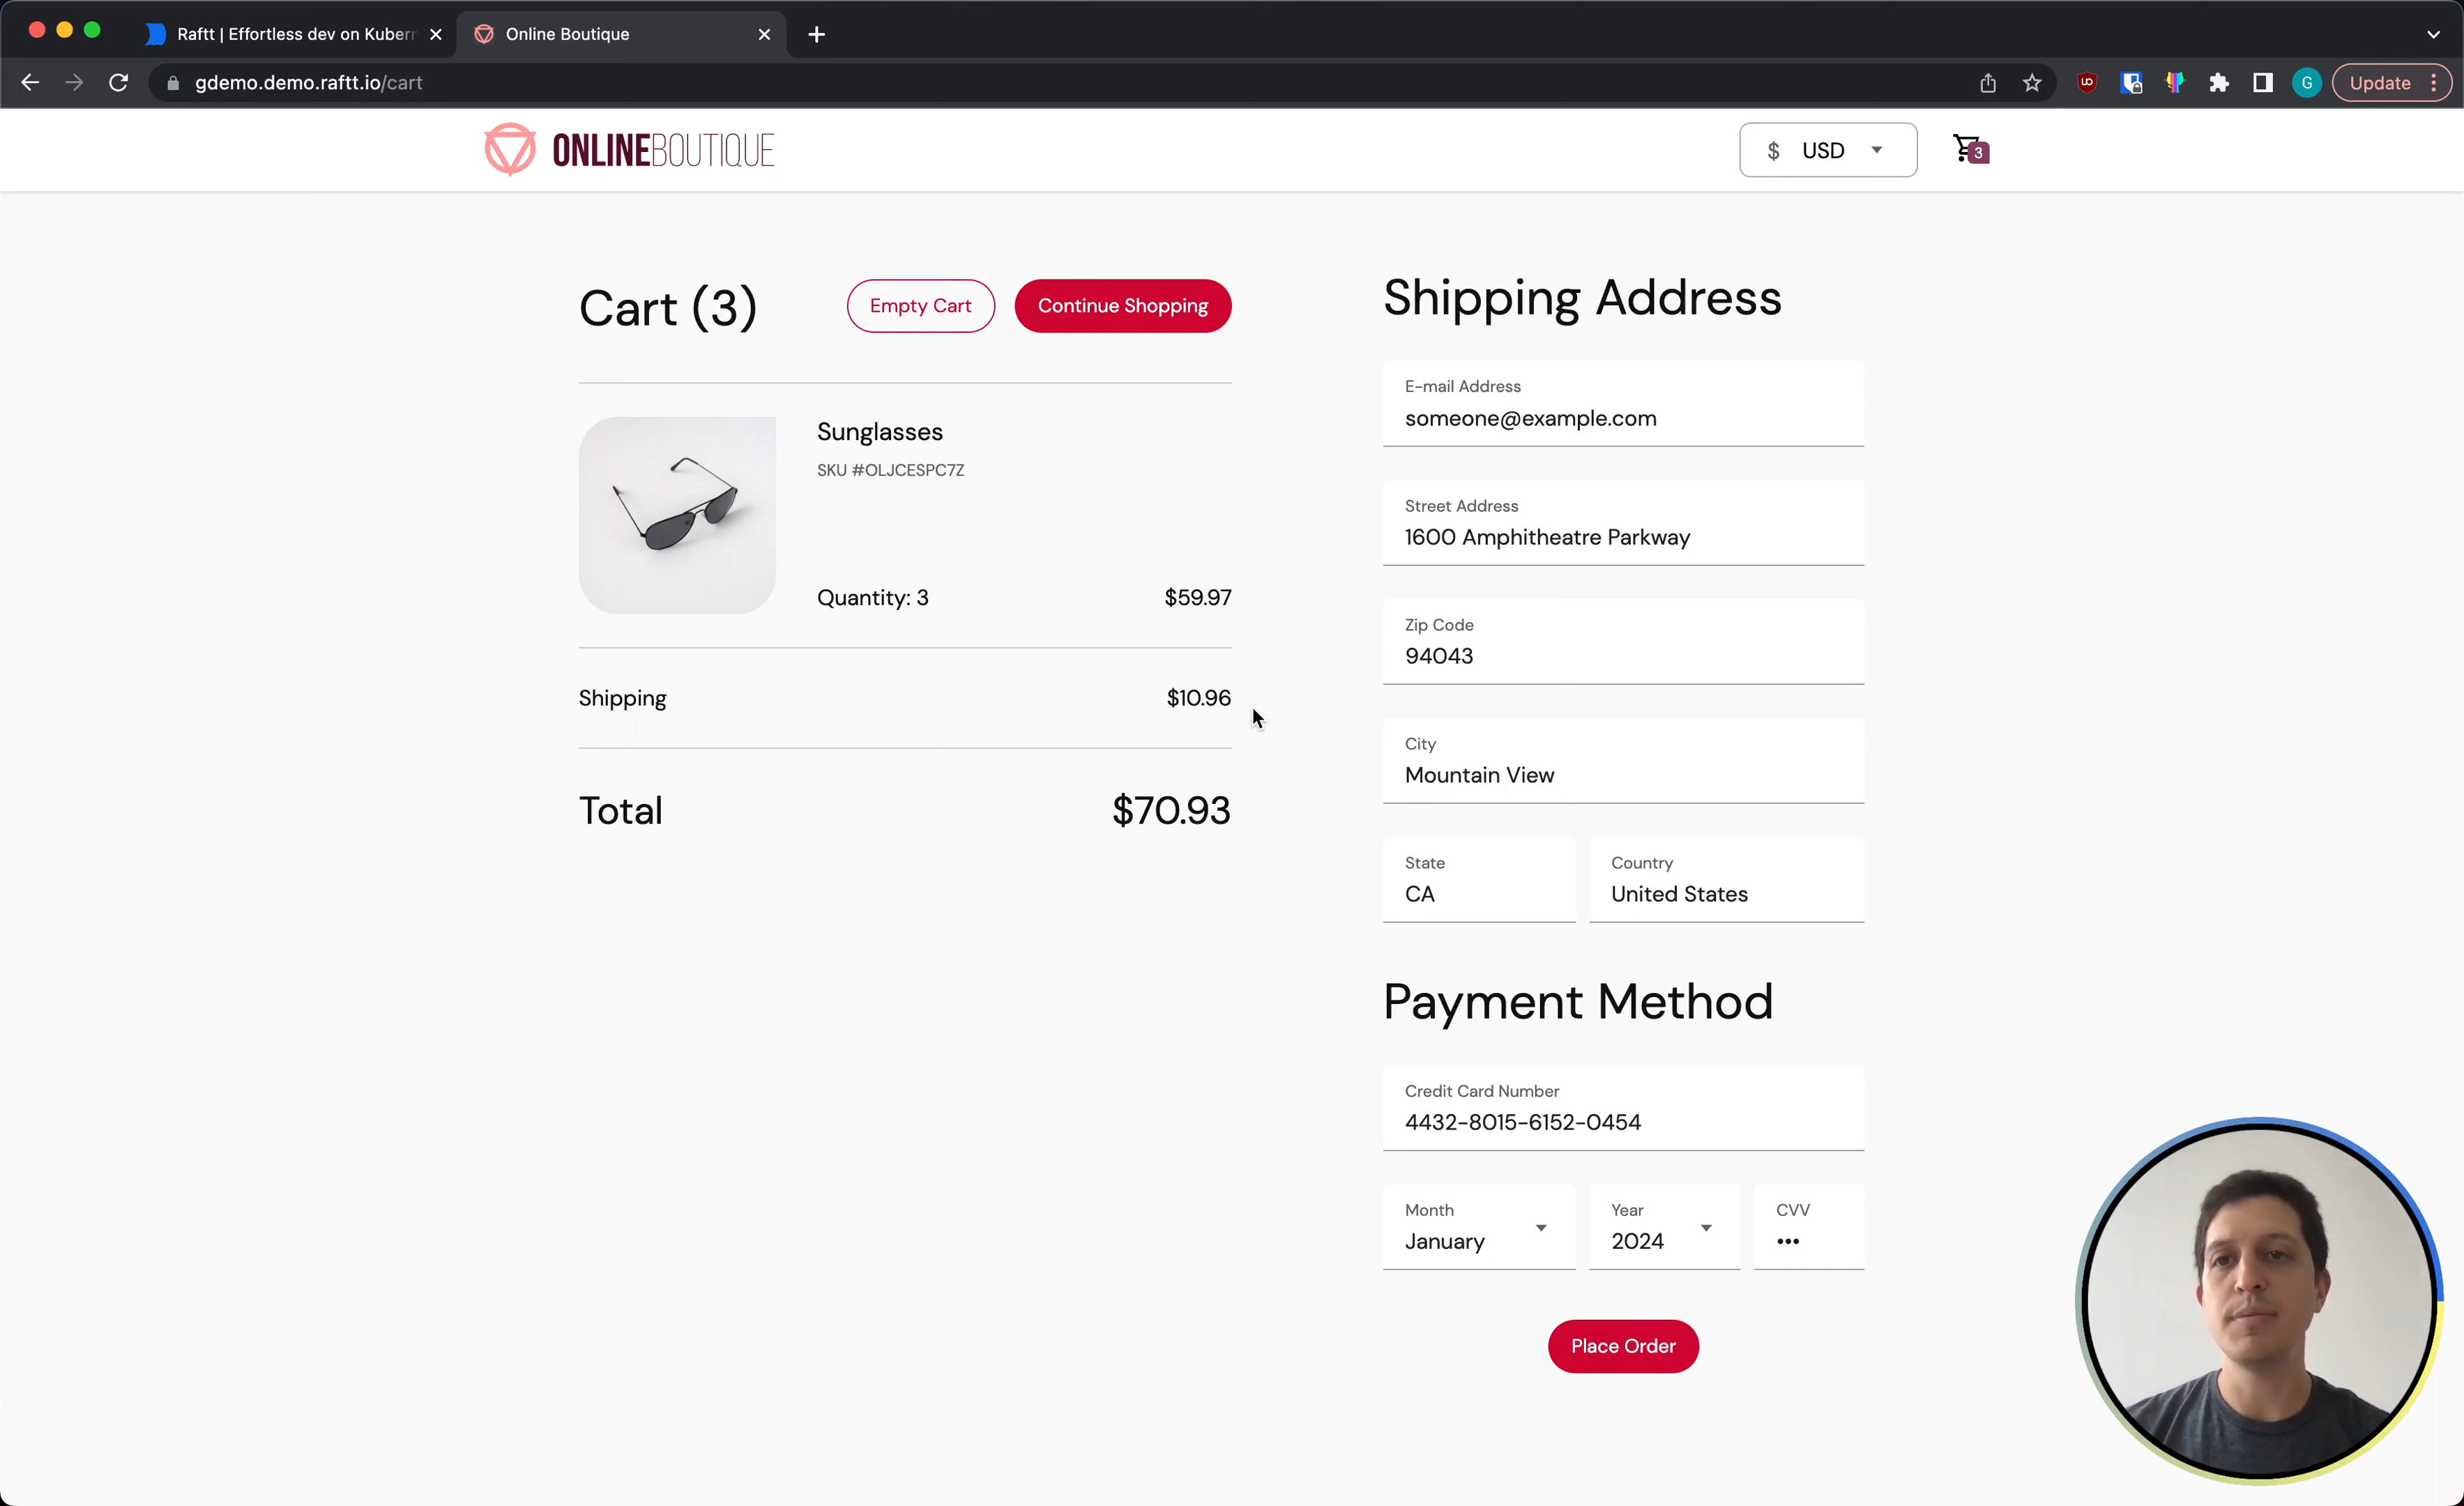 Raftt | Effortless dev on Kubern
Online Boutique
gdemo.demo.raftt.io/cart
G
Update
ONLINEBOUTIQUE
$ USD
3
Cart (3)
Empty Cart
Continue Shopping
Sunglasses
SKU #OLJCESPC7Z
Quantity: 3
$59.97
Shipping
$10.96
Total
$70.93
Shipping Address
E-mail Address
someone@example.com
Street Address
1600 Amphitheatre Parkway
Zip Code
94043
City
Mountain View
State
CA
Country
United States
Payment Method
Credit Card Number
4432-8015-6152-0454
Month
January
Year
2024
CVV
•••
Place Order